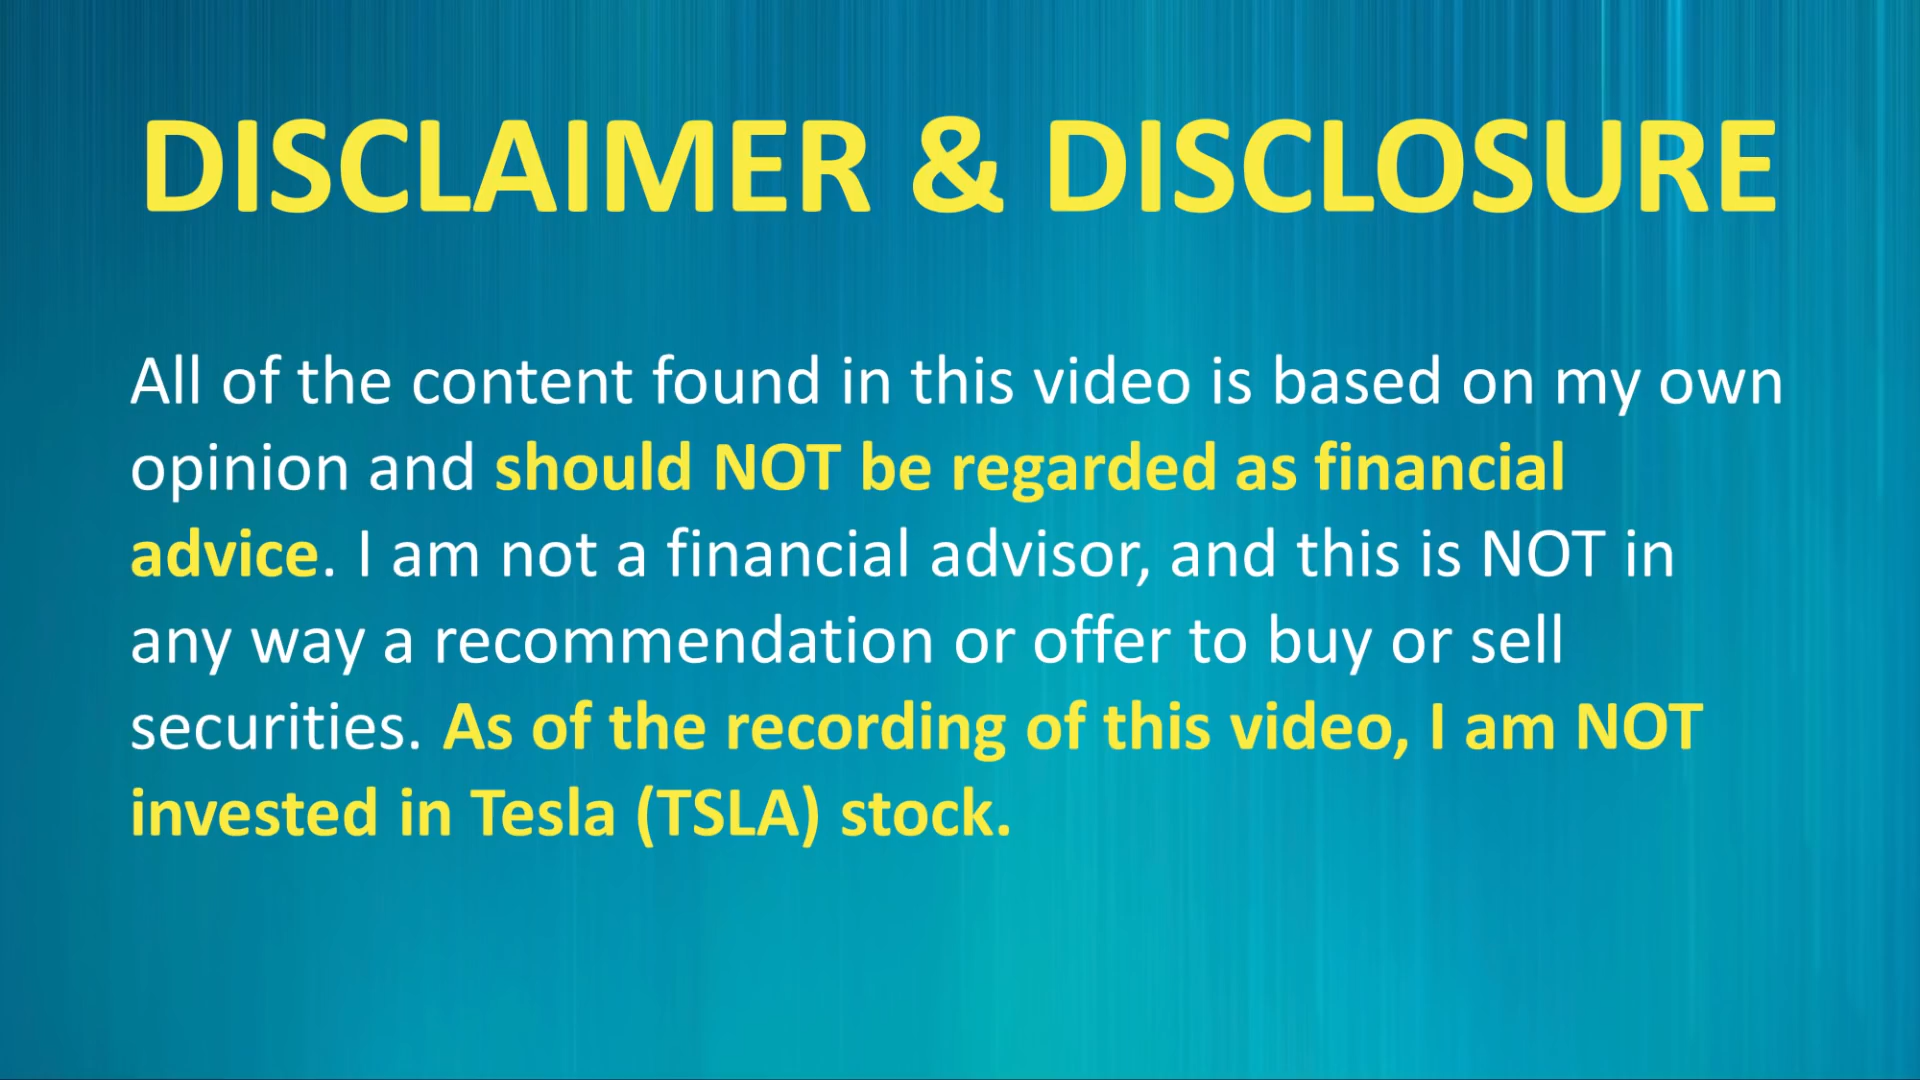 DISCLAIMER & DISCLOSURE
All of the content found in this video is based on my own
opinion and should NOT be regarded as financial
advice. I am not a financial advisor, and this is NOT in
any way a recommendation or offer to buy or sell
securities. As of the recording of this video, I am NOT
invested in Tesla (TSLA) stock.